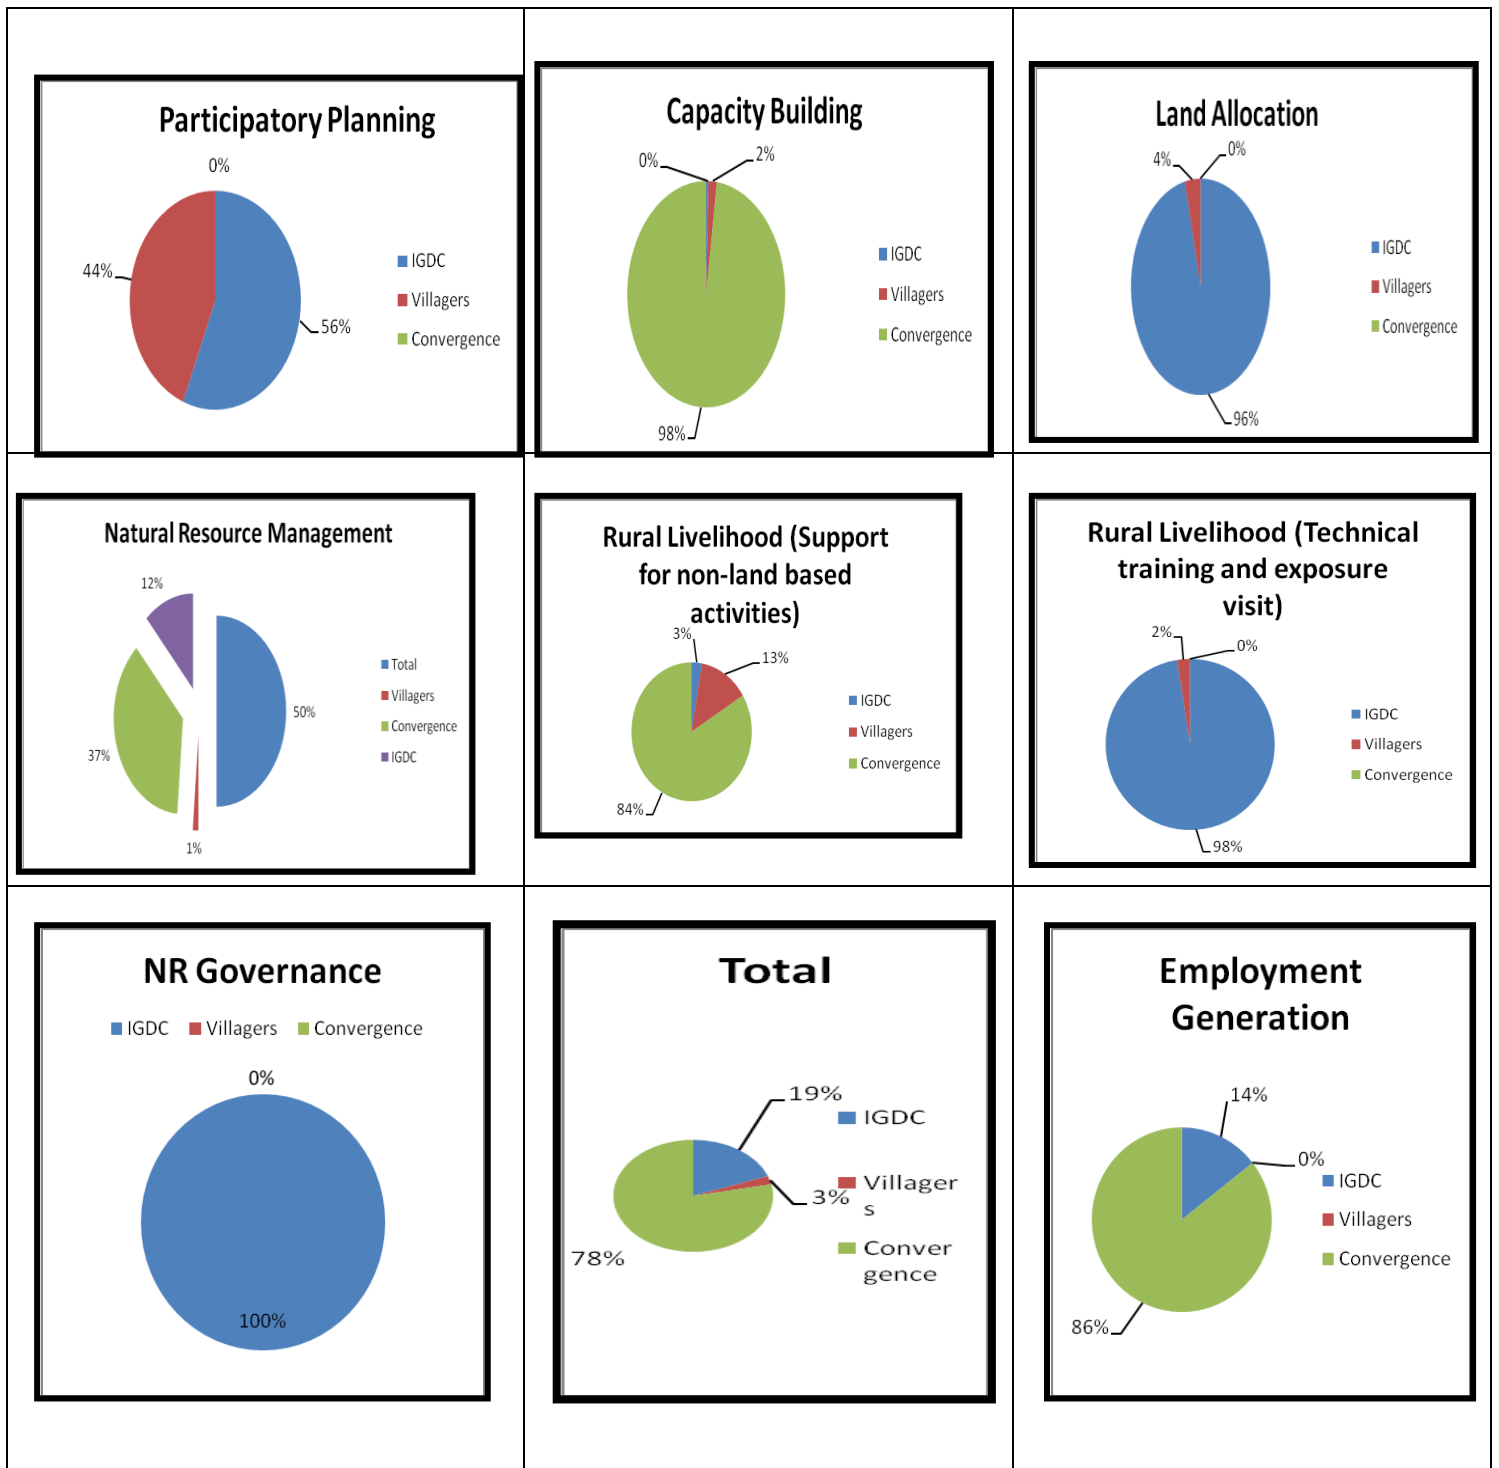 Participatory Planning
0%
44%
56%
IGDC
Villagers
Convergence
Capacity Building
0%
2%
98%
IGDC
Villagers
Convergence
Land Allocation
4%
0%
96%
IGDC
Villagers
Convergence
Natural Resource Management
12%
50%
37%
1%
Total
Villagers
Convergence
IGDC
Rural Livelihood (Support
for non-land based
activities)
3%
13%
84%
IGDC
Villagers
Convergence
Rural Livelihood (Technical
training and exposure
visit)
2%
0%
98%
IGDC
Villagers
Convergence
NR Governance
IGDC Villagers Convergence
0%
100%
Total
19%
3%
78%
IGDC
Villager
s
Conver
gence
Employment
Generation
14%
0%
86%
IGDC
Villagers
Convergence